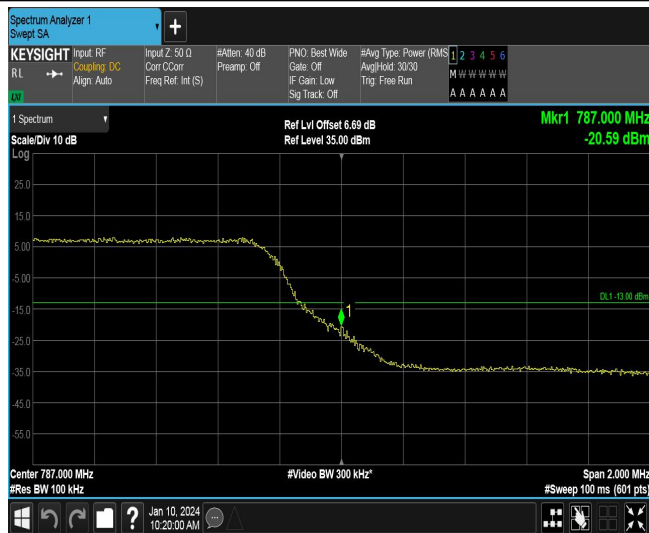 Spectrum Analyzer 1
Swept SA
+
KEYSIGHT
RL
LXI
Input: RF
Coupling: DC
Align: Auto
Input Z: 50 Ω
Corr CCorr
Freq Ref: Int (S)
#Atten: 40 dB
Preamp: Off
PNO: Best Wide
Gate: Off
IF Gain: Low
Sig Track: Off
#Avg Type: Power (RMS
Avg|Hold: 30/30
Trig: Free Run
1 2 3 4 5 6
M W W W W W
A A A A A A
1 Spectrum
Scale/Div 10 dB
Log
Ref Lvl Offset 6.69 dB
Ref Level 35.00 dBm
Mkr1 787.000 MHz
-20.59 dBm
25.0
15.0
5.00
-5.00
-15.0
-25.0
-35.0
-45.0
-55.0
DL1 -13.00 dBm
1
Center 787.000 MHz
#Res BW 100 kHz
#Video BW 300 kHz*
Span 2.000 MHz
#Sweep 100 ms (601 pts)
?
Jan 10, 2024
10:20:00 AM